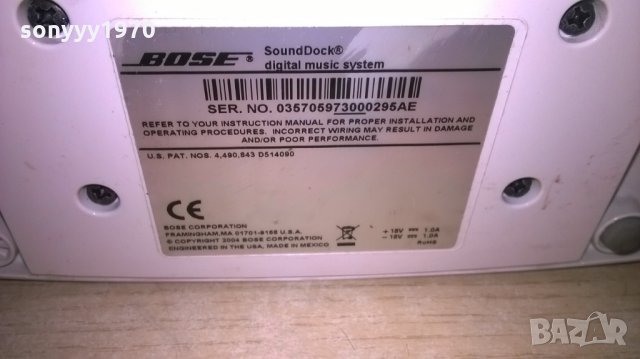 sonyyy1970
BOSE®
SoundDock®
digital music system
SER. NO. 035705973000295AE
REFER TO YOUR INSTRUCTION MANUAL FOR PROPER INSTALLATION AND
OPERATING PROCEDURES. INCORRECT WIRING MAY RESULT IN DAMAGE
AND/OR POOR PERFORMANCE.
U.S. PAT. NOS. 4,490,843 D514090
CE
BOSE CORPORATION
FRAMINGHAM, MA 01701-9168 U.S.A.
© COPYRIGHT 2004 BOSE CORPORATION
ENGINEERED IN THE USA, MADE IN MEXICO
+ 18V 1.0A
- 18V 1.0A
RoHS
BAZAR